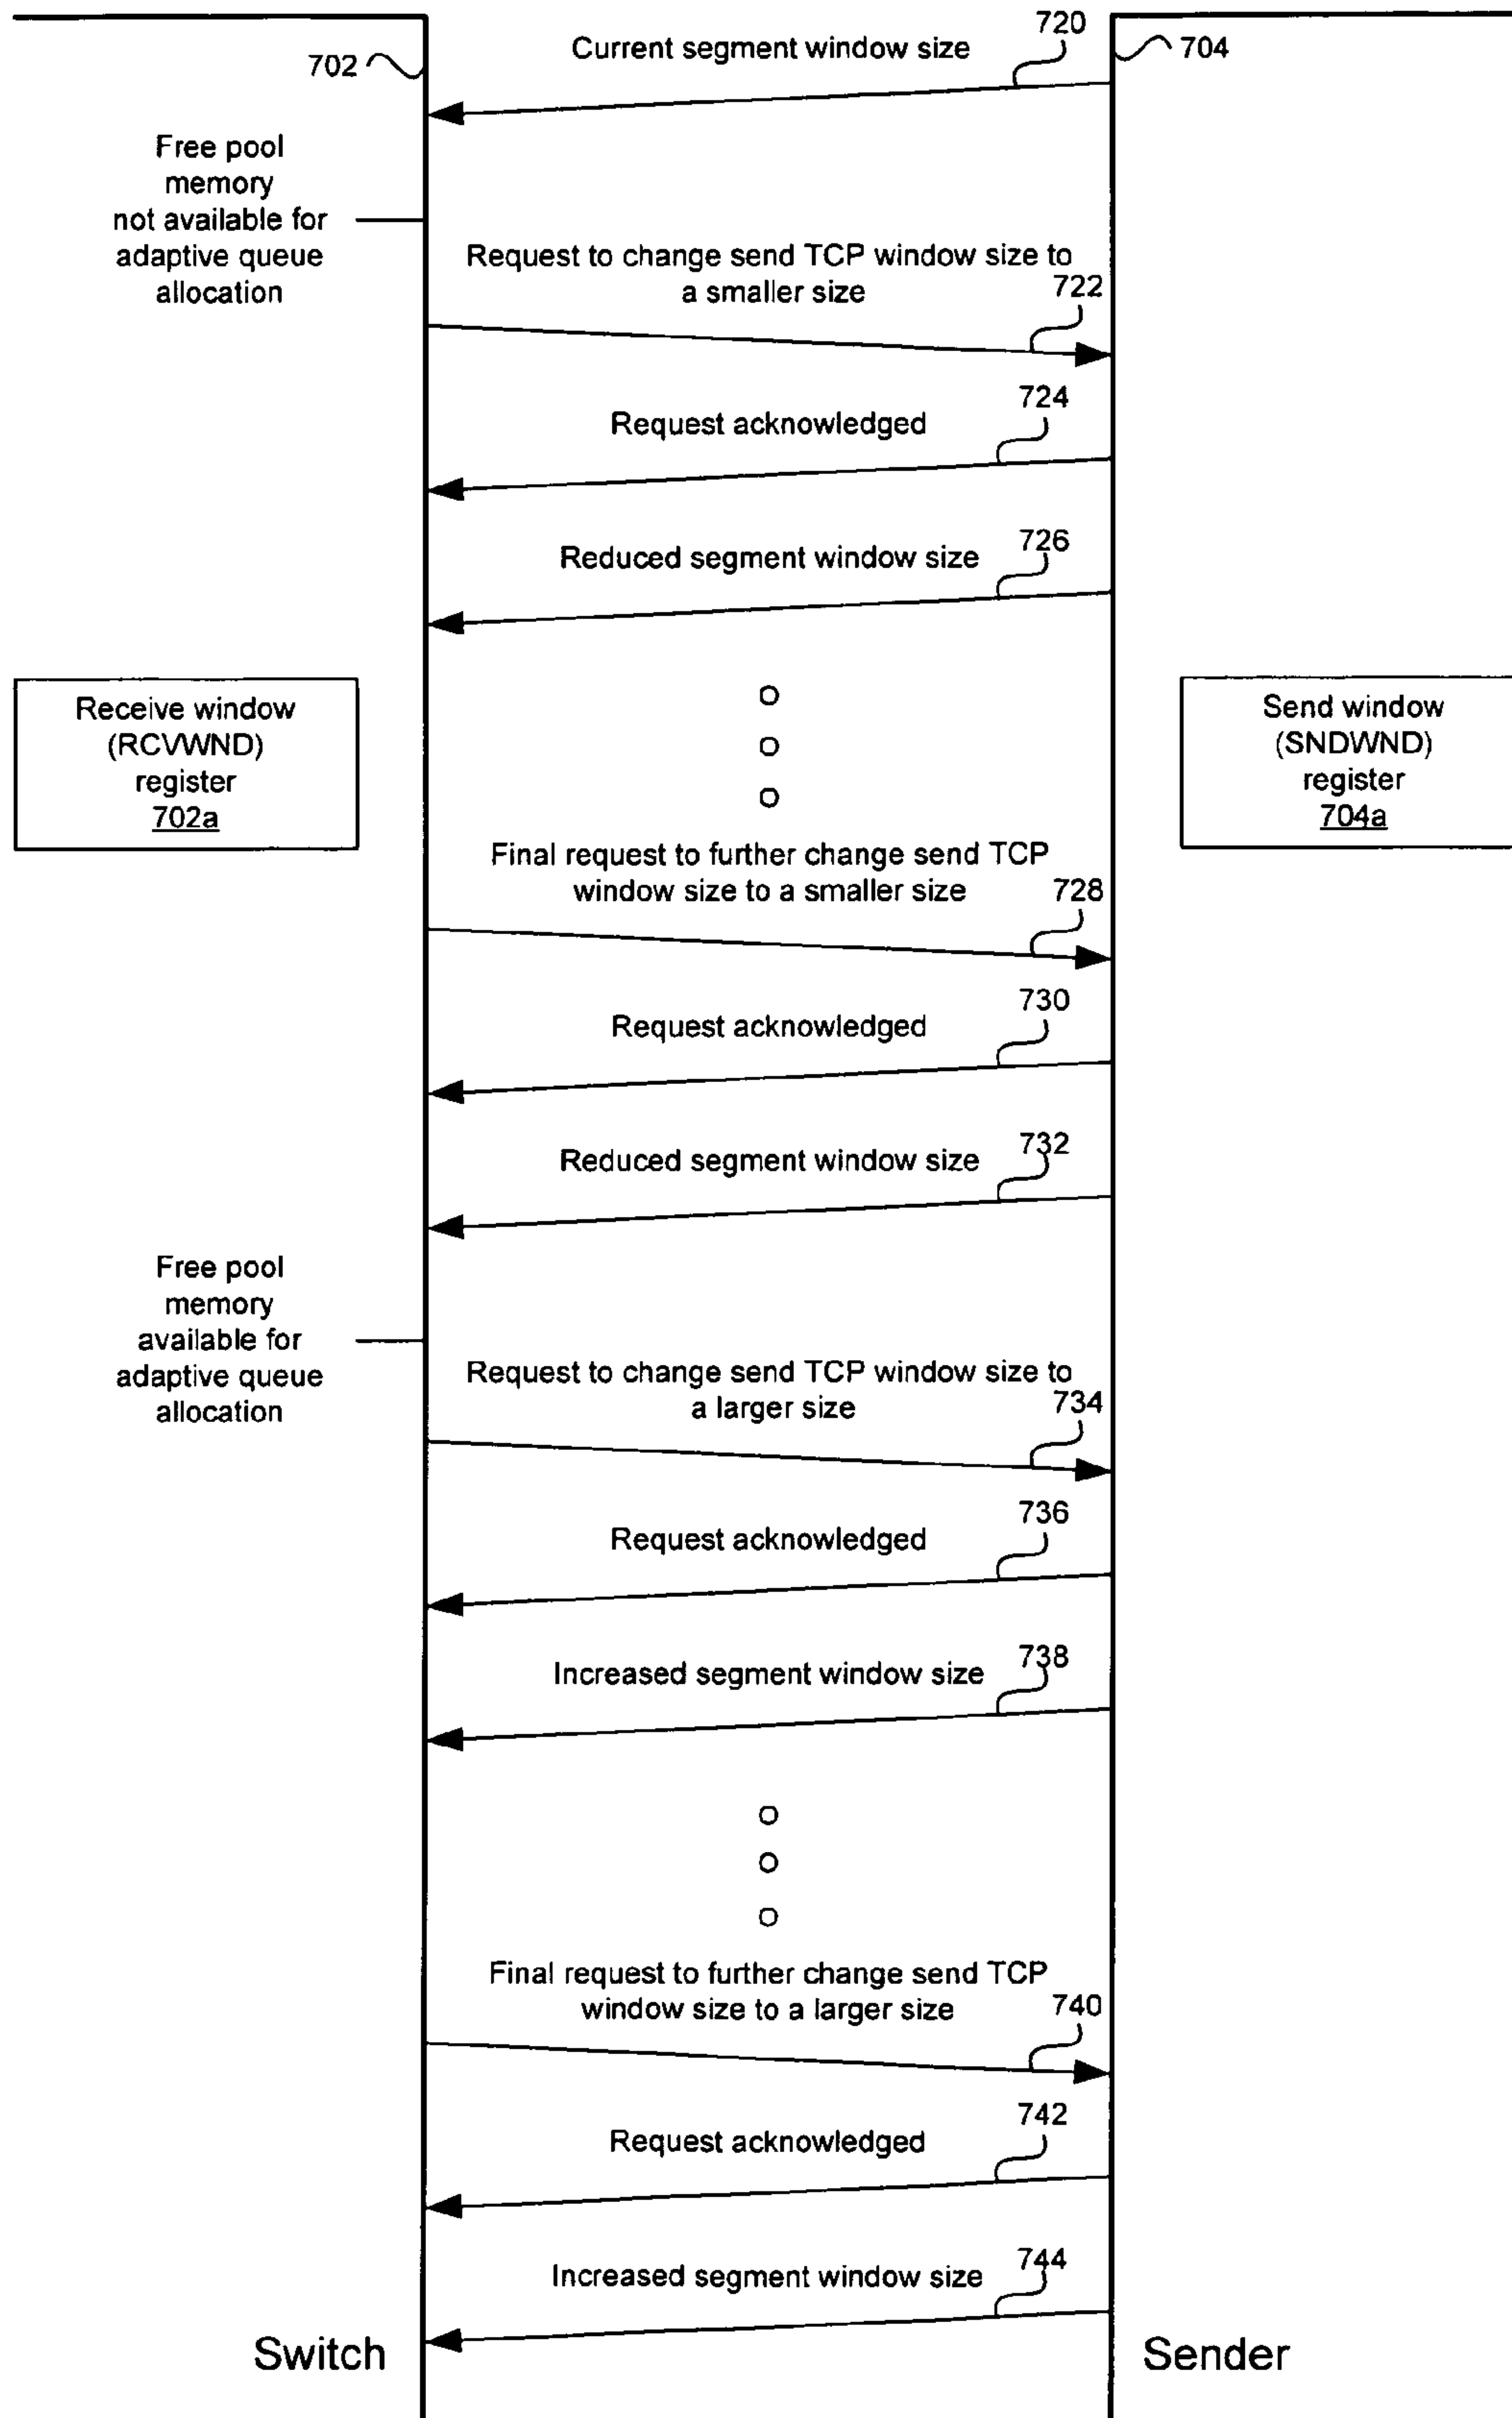 720
Current segment window size
702
704
Free pool
memory
not available for
adaptive queue
allocation
Request to change send TCP window size to
a smaller size
722
724
Request acknowledged
726
Reduced segment window size
Receive window
(RCVWND)
register
702a
Send window
(SNDWND)
register
704a
Final request to further change send TCP
window size to a smaller size
728
730
Request acknowledged
732
Reduced segment window size
Free pool
memory
available for
adaptive queue
allocation
Request to change send TCP window size to
a larger size
734
736
Request acknowledged
738
Increased segment window size
Final request to further change send TCP
window size to a larger size
740
742
Request acknowledged
744
Increased segment window size
Switch
Sender